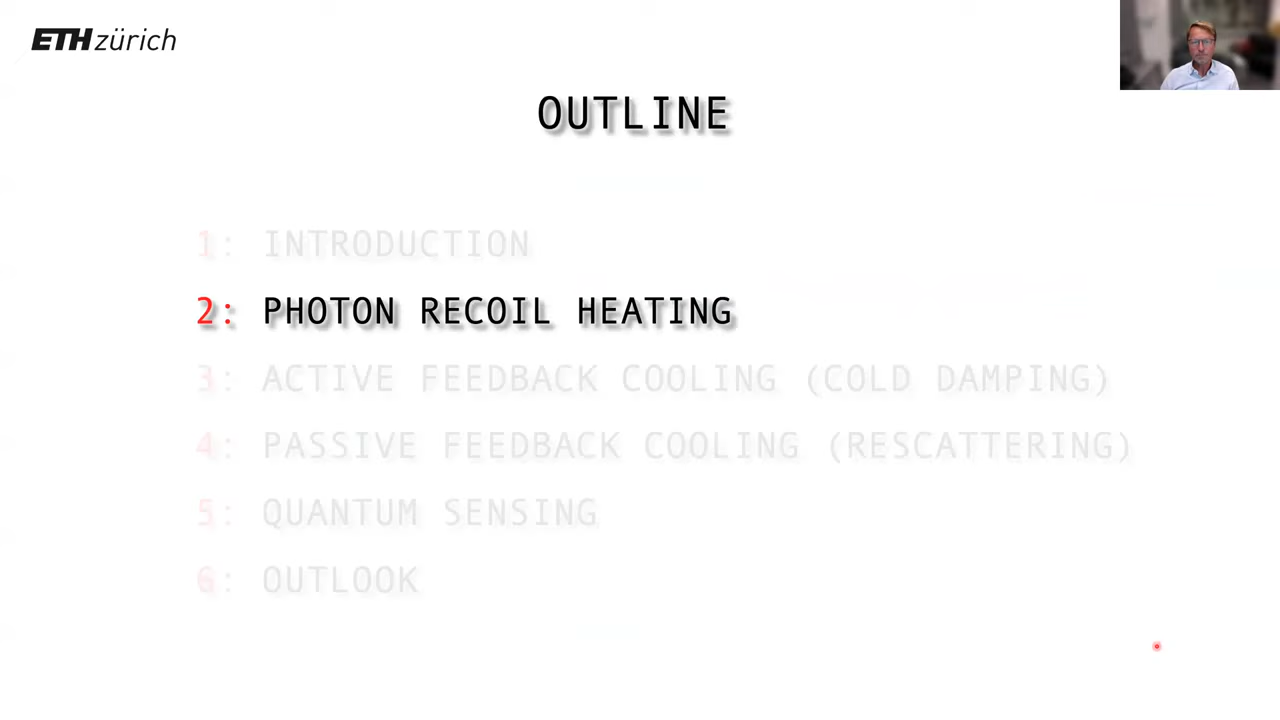 ETH zürich
OUTLINE
1: INTRODUCTION
2: PHOTON RECOIL HEATING
3: ACTIVE FEEDBACK COOLING (COLD DAMPING)
4: PASSIVE FEEDBACK COOLING (RESCATTERING)
5: QUANTUM SENSING
6: OUTLOOK